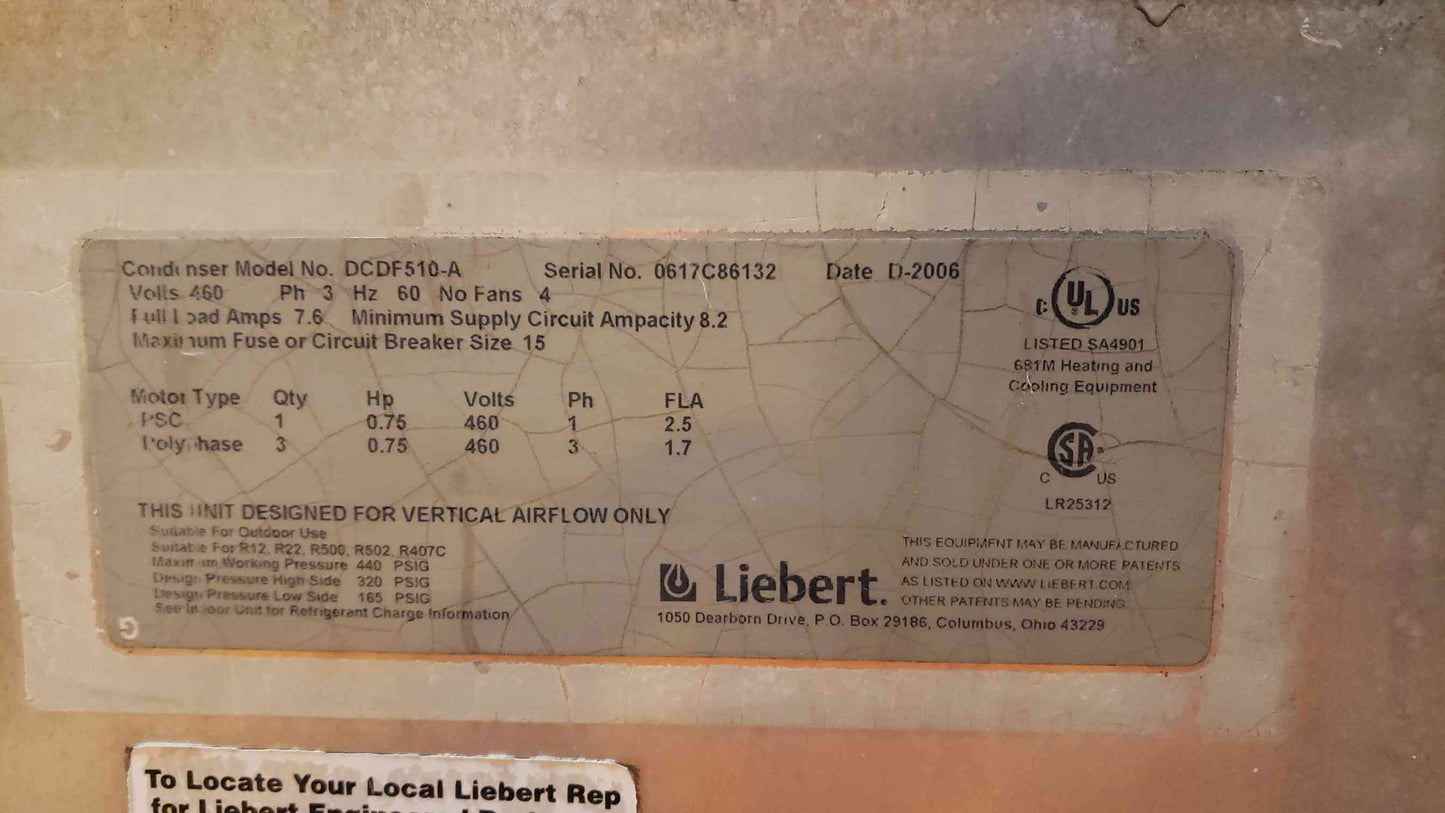 Condenser Model No. DCDF510-A Serial No. 0617C86132 Date D-2006
Volts 460 Ph 3 Hz 60 No Fans 4
Full Load Amps 7.6 Minimum Supply Circuit Ampacity 8.2
Maximum Fuse or Circuit Breaker Size 15
Motor Type Qty Hp Volts Ph FLA
PSC 1 0.75 460 1 2.5
Polyphase 3 0.75 460 3 1.7
THIS UNIT DESIGNED FOR VERTICAL AIRFLOW ONLY
Suitable For Outdoor Use
Suitable For R12, R22, R500, R502, R407C
Maximum Working Pressure 440 PSIG
Design Pressure High Side 320 PSIG
Design Pressure Low Side 165 PSIG
See Indoor Unit for Refrigerant Charge Information
G
C UL® US
LISTED SA4901
681M Heating and
Cooling Equipment
SA®
C US
LR25312
THIS EQUIPMENT MAY BE MANUFACTURED
AND SOLD UNDER ONE OR MORE PATENTS
AS LISTED ON WWW LIEBERT.COM
OTHER PATENTS MAY BE PENDING
Liebert.
1050 Dearborn Drive, P.O. Box 29186, Columbus, Ohio 43229
To Locate Your Local Liebert Rep
for Liebert Engineered